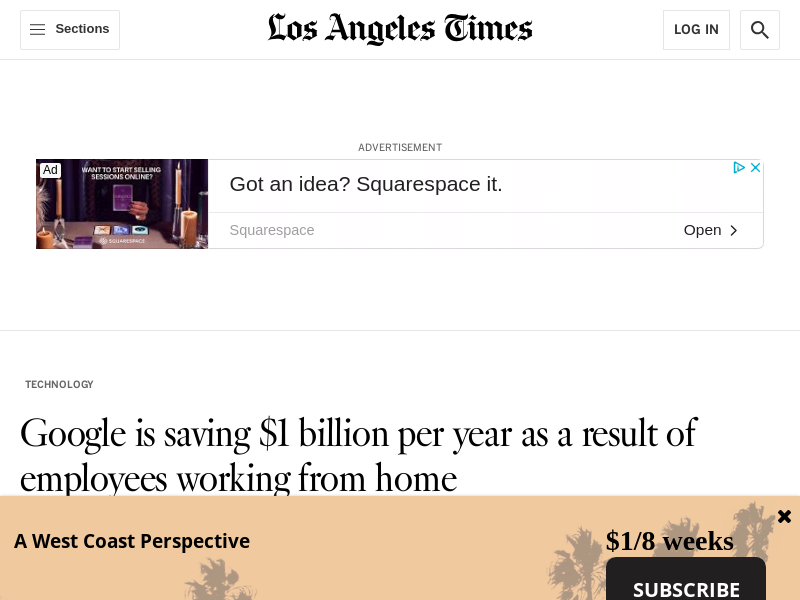 Sections
Los Angeles Times
LOG IN
ADVERTISEMENT
Ad
WANT TO START SELLING
SESSIONS ONLINE?
SQUARESPACE
Got an idea? Squarespace it.
Squarespace
Open
TECHNOLOGY
Google is saving $1 billion per year as a result of
employees working from home
A West Coast Perspective
$1/8 weeks
SUBSCRIBE